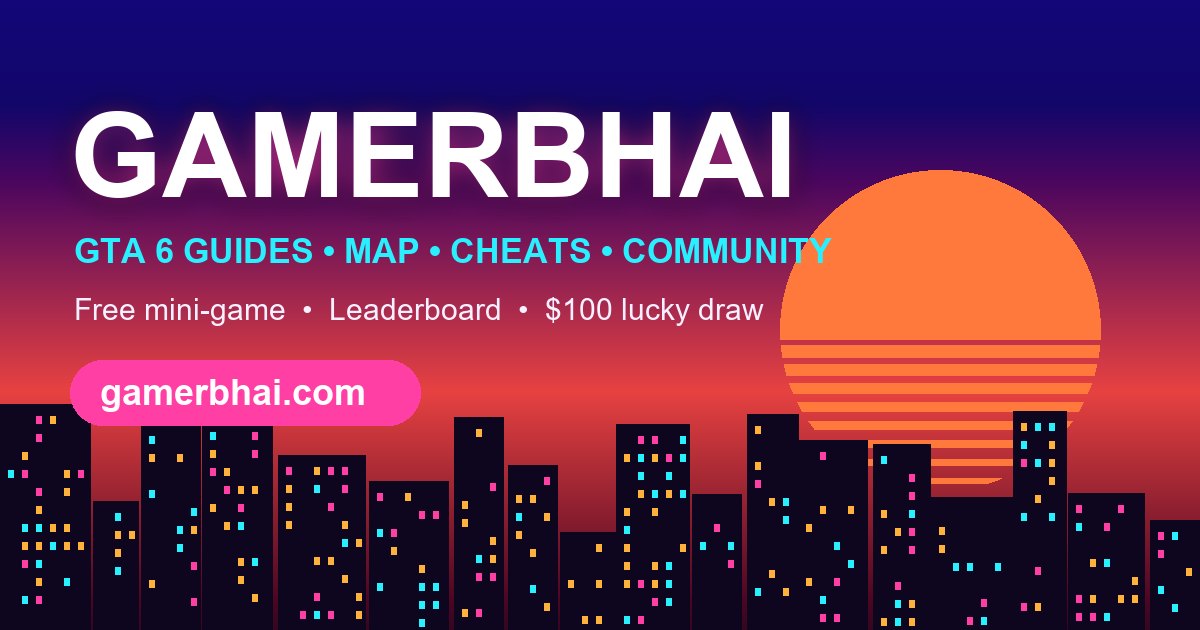 GAMERBHAI
GTA 6 GUIDES • MAP • CHEATS • COMMUNITY
Free mini-game • Leaderboard • $100 lucky draw
gamerbhai.com